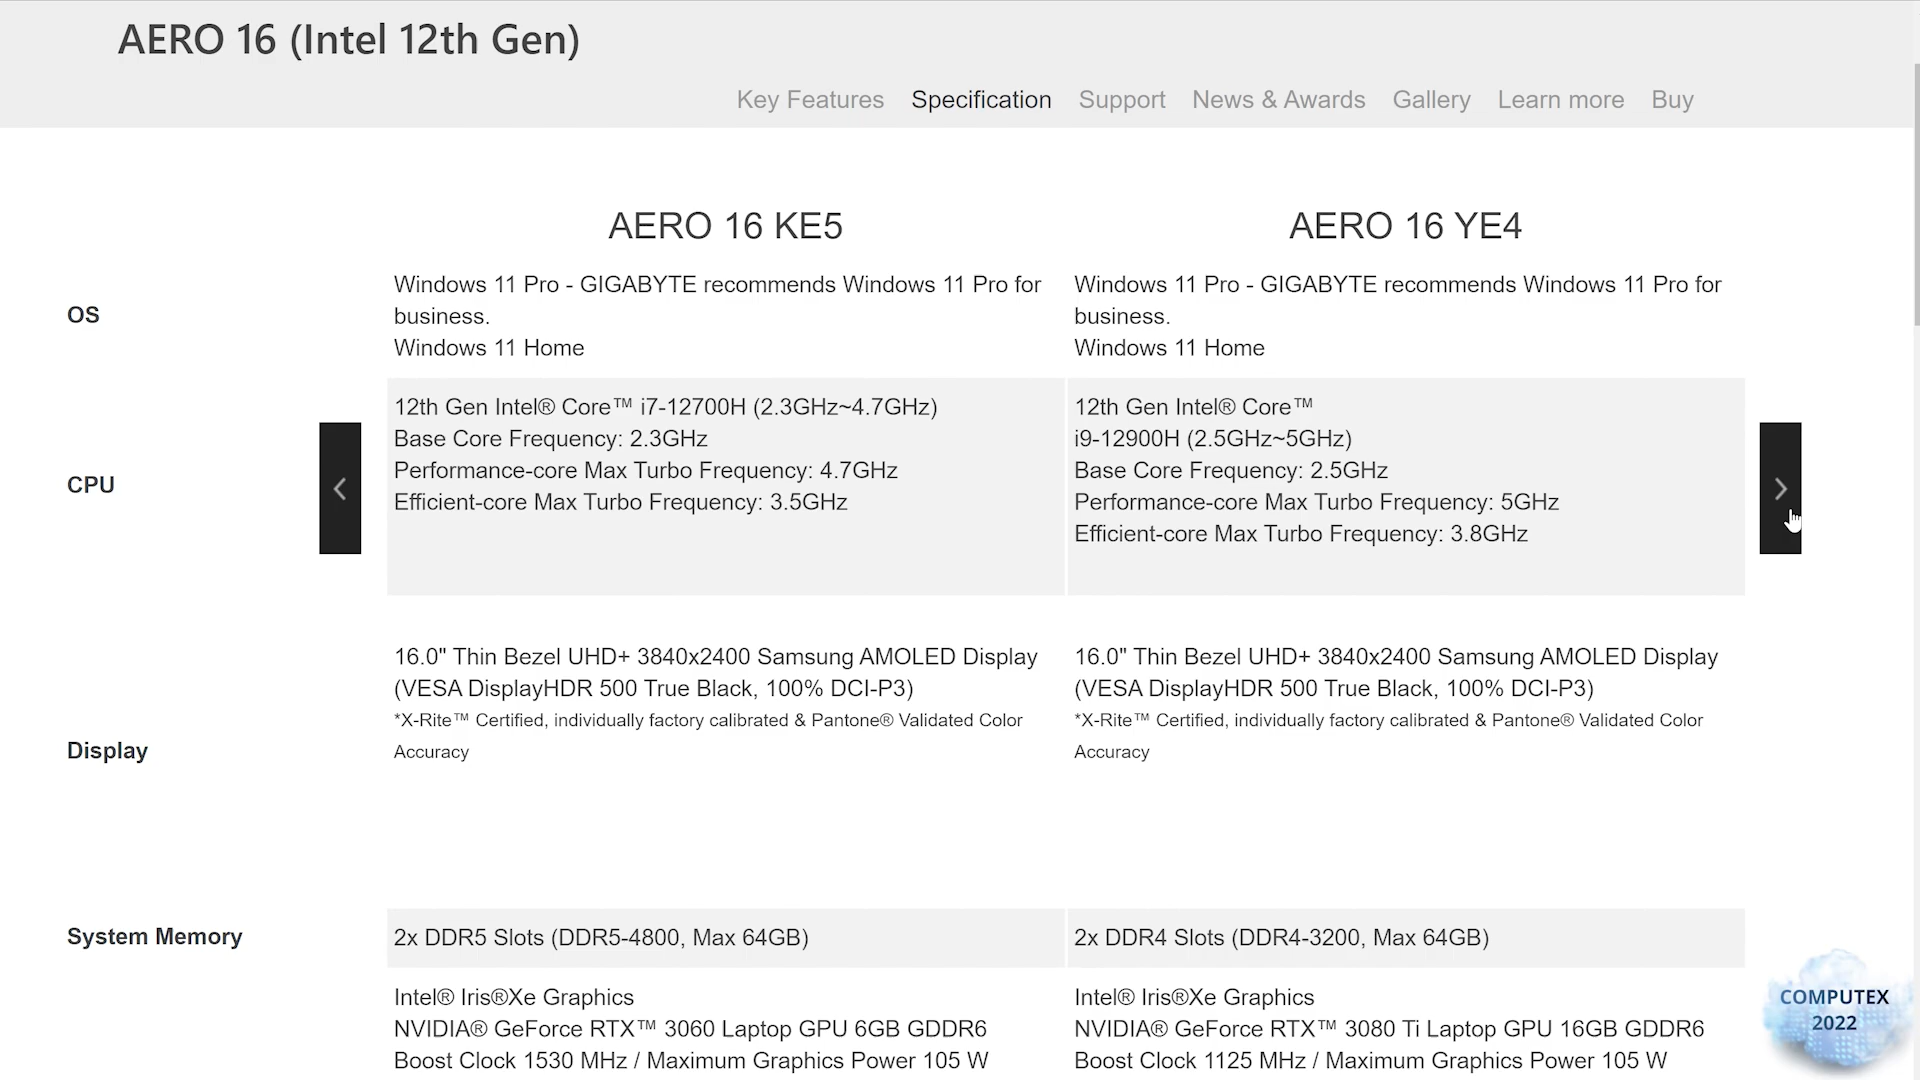 AERO 16 (Intel 12th Gen)
Key Features Specification Support News & Awards Gallery Learn more Buy
AERO 16 KE5 AERO 16 YE4
OS
Windows 11 Pro - GIGABYTE recommends Windows 11 Pro for
business.
Windows 11 Home
Windows 11 Pro - GIGABYTE recommends Windows 11 Pro for
business.
Windows 11 Home
CPU
12th Gen Intel® Core™ i7-12700H (2.3GHz~4.7GHz)
Base Core Frequency: 2.3GHz
Performance-core Max Turbo Frequency: 4.7GHz
Efficient-core Max Turbo Frequency: 3.5GHz
12th Gen Intel® Core™
i9-12900H (2.5GHz~5GHz)
Base Core Frequency: 2.5GHz
Performance-core Max Turbo Frequency: 5GHz
Efficient-core Max Turbo Frequency: 3.8GHz
Display
16.0" Thin Bezel UHD+ 3840x2400 Samsung AMOLED Display
(VESA DisplayHDR 500 True Black, 100% DCI-P3)
*X-Rite™ Certified, individually factory calibrated & Pantone® Validated Color
Accuracy
16.0" Thin Bezel UHD+ 3840x2400 Samsung AMOLED Display
(VESA DisplayHDR 500 True Black, 100% DCI-P3)
*X-Rite™ Certified, individually factory calibrated & Pantone® Validated Color
Accuracy
System Memory
2x DDR5 Slots (DDR5-4800, Max 64GB)
2x DDR4 Slots (DDR4-3200, Max 64GB)
Intel® Iris®Xe Graphics
NVIDIA® GeForce RTX™ 3060 Laptop GPU 6GB GDDR6
Boost Clock 1530 MHz / Maximum Graphics Power 105 W
Intel® Iris®Xe Graphics
NVIDIA® GeForce RTX™ 3080 Ti Laptop GPU 16GB GDDR6
Boost Clock 1125 MHz / Maximum Graphics Power 105 W
COMPUTEX
2022